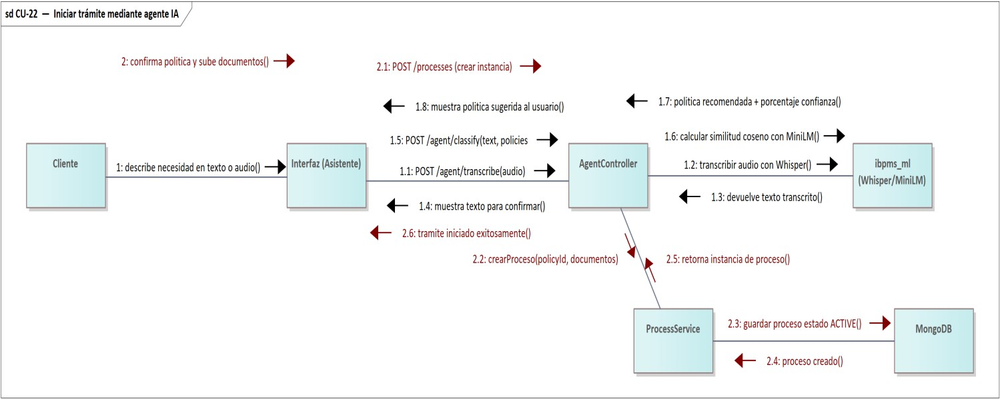 sd CU-22 — Iniciar trámite mediante agente IA
2: confirma politica y sube documentos()
2.1: POST /processes (crear instancia)
1.8: muestra politica sugerida al usuario()
1.7: politica recomendada + porcentaje confianza()
1.5: POST /agent/classify(text, policies
1.6: calcular similitud coseno con MiniLM()
Cliente
1: describe necesidad en texto o audio()
Interfaz (Asistente)
1.1: POST /agent/transcribe(audio)
AgentController
1.2: transcribir audio con Whisper()
ibpms_ml
(Whisper/MiniLM)
1.4: muestra texto para confirmar()
1.3: devuelve texto transcrito()
2.6: tramite iniciado exitosamente()
2.2: crearProceso(policyId, documentos)
2.5: retorna instancia de proceso()
ProcessService
2.3: guardar proceso estado ACTIVE()
MongoDB
2.4: proceso creado()